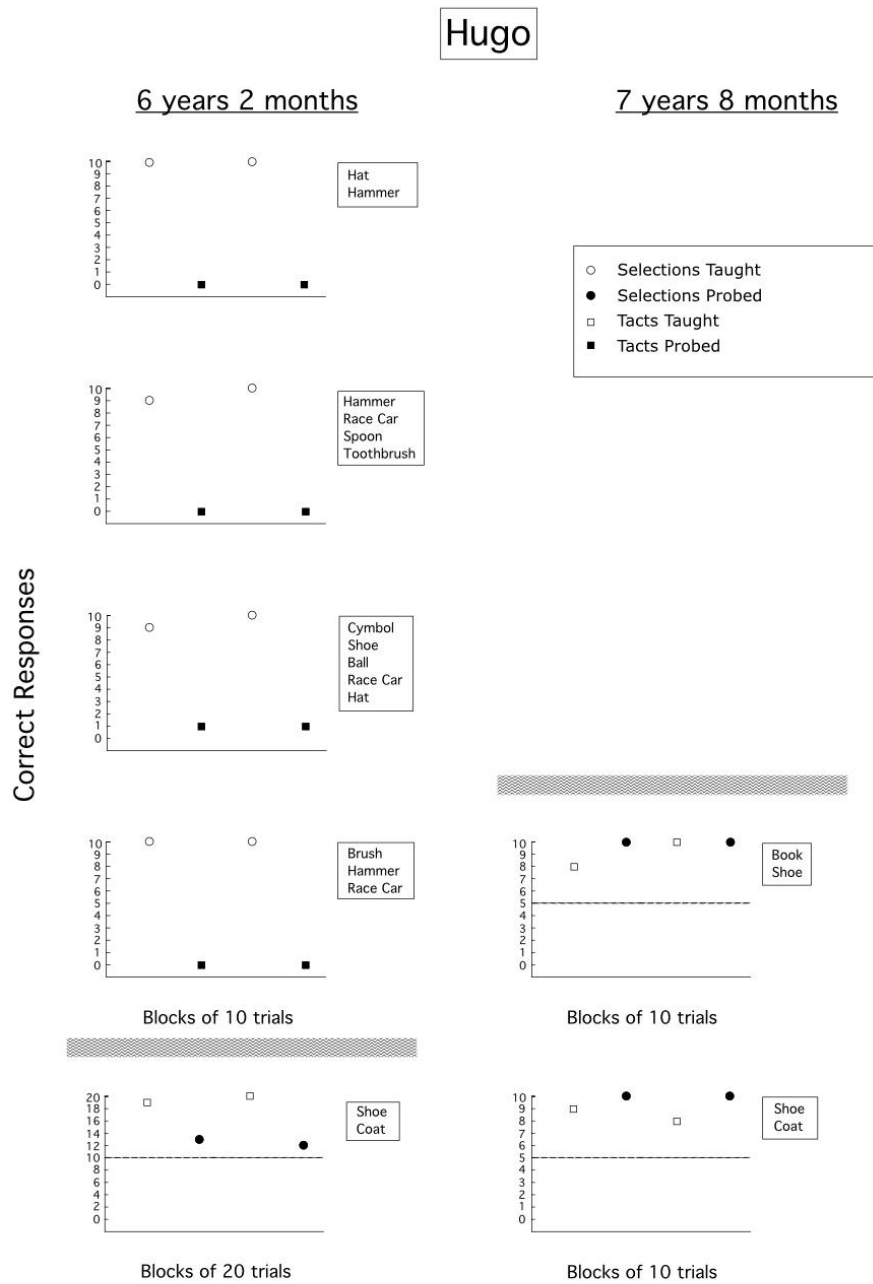 Hugo
6 years 2 months
7 years 8 months
Correct Responses
10
9
8
7
6
5
4
3
2
1
0
Hat
Hammer
Selections Taught
Selections Probed
Tacts Taught
Tacts Probed
10
9
8
7
6
5
4
3
2
1
0
Hammer
Race Car
Spoon
Toothbrush
10
9
8
7
6
5
4
3
2
1
0
Cymbol
Shoe
Ball
Race Car
Hat
10
9
8
7
6
5
4
3
2
1
0
Brush
Hammer
Race Car
Blocks of 10 trials
10
9
8
7
6
5
4
3
2
1
0
Book
Shoe
Blocks of 10 trials
20
18
16
14
12
10
8
6
4
2
0
Shoe
Coat
Blocks of 20 trials
10
9
8
7
6
5
4
3
2
1
0
Shoe
Coat
Blocks of 10 trials